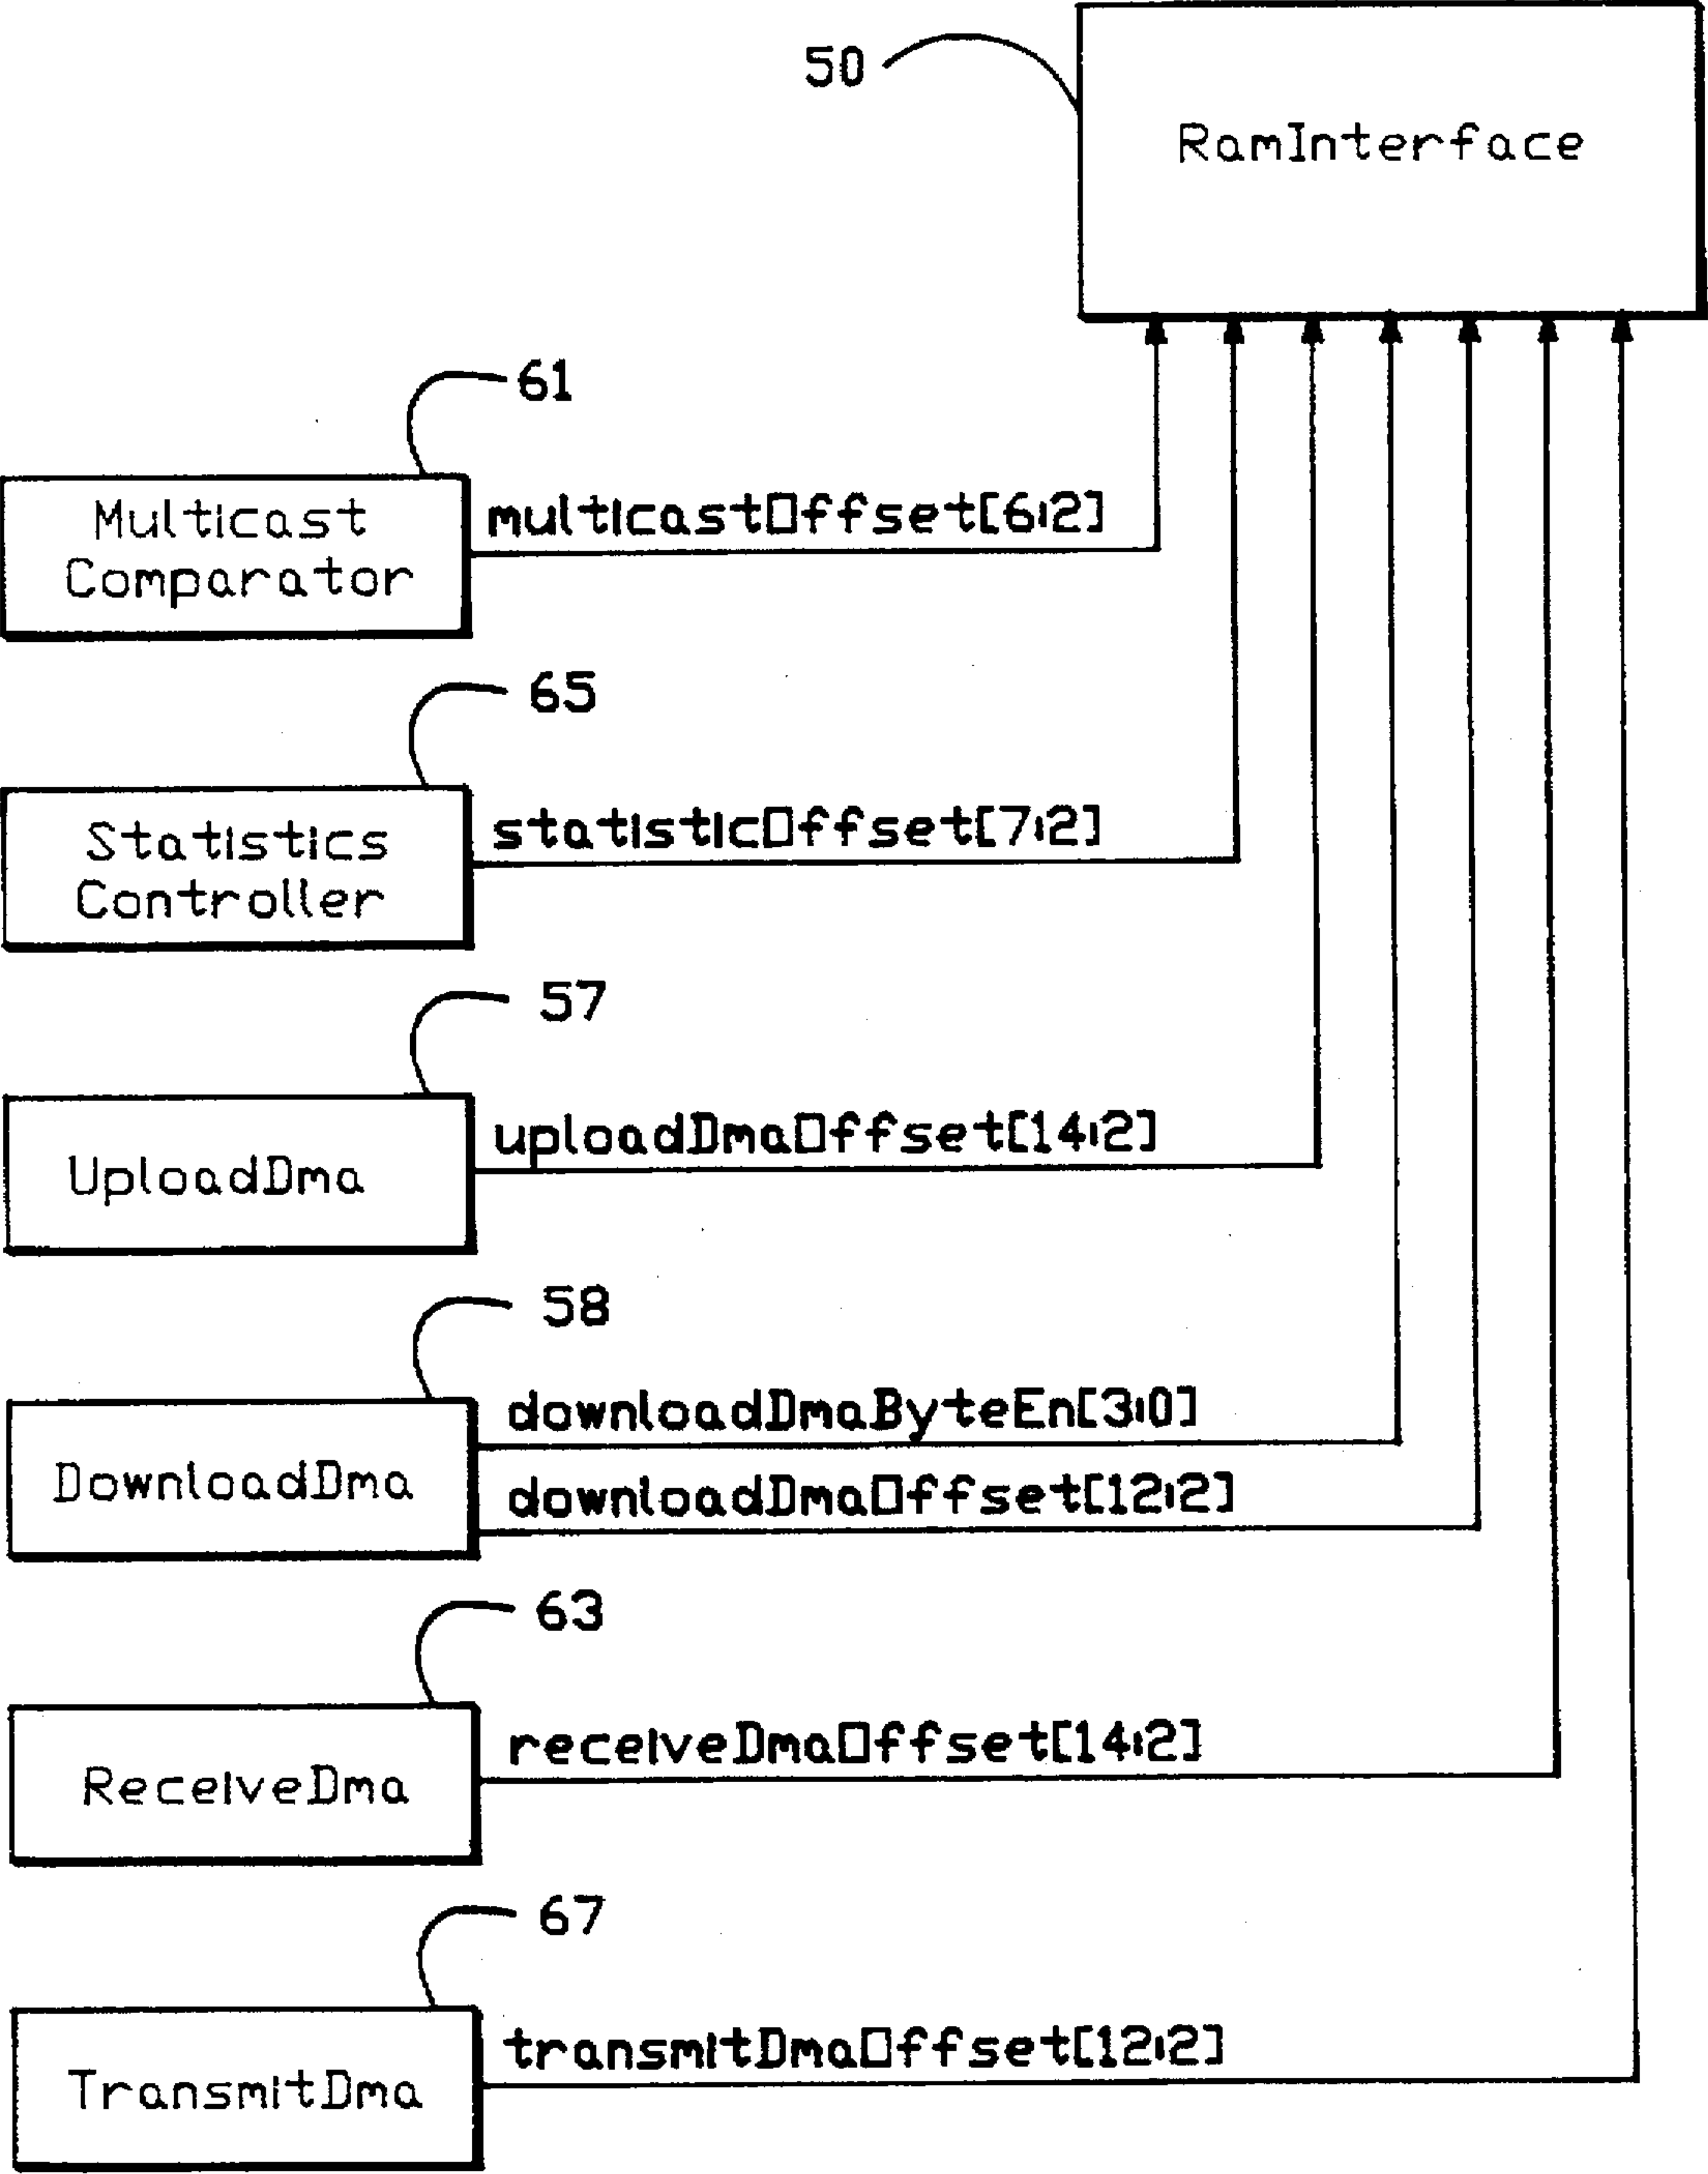 50
RamInterface
61
Multicast
Comparator
multicastOffset[6:2]
65
Statistics
Controller
statisticOffset[7:2]
57
UploadDma
uploadDmaOffset[14:2]
58
DownloadDma
downloadDmaByteEn[3:0]
downloadDmaOffset[12:2]
63
ReceiveDma
receiveDmaOffset[14:2]
67
TransmitDma
transmitDmaOffset[12:2]